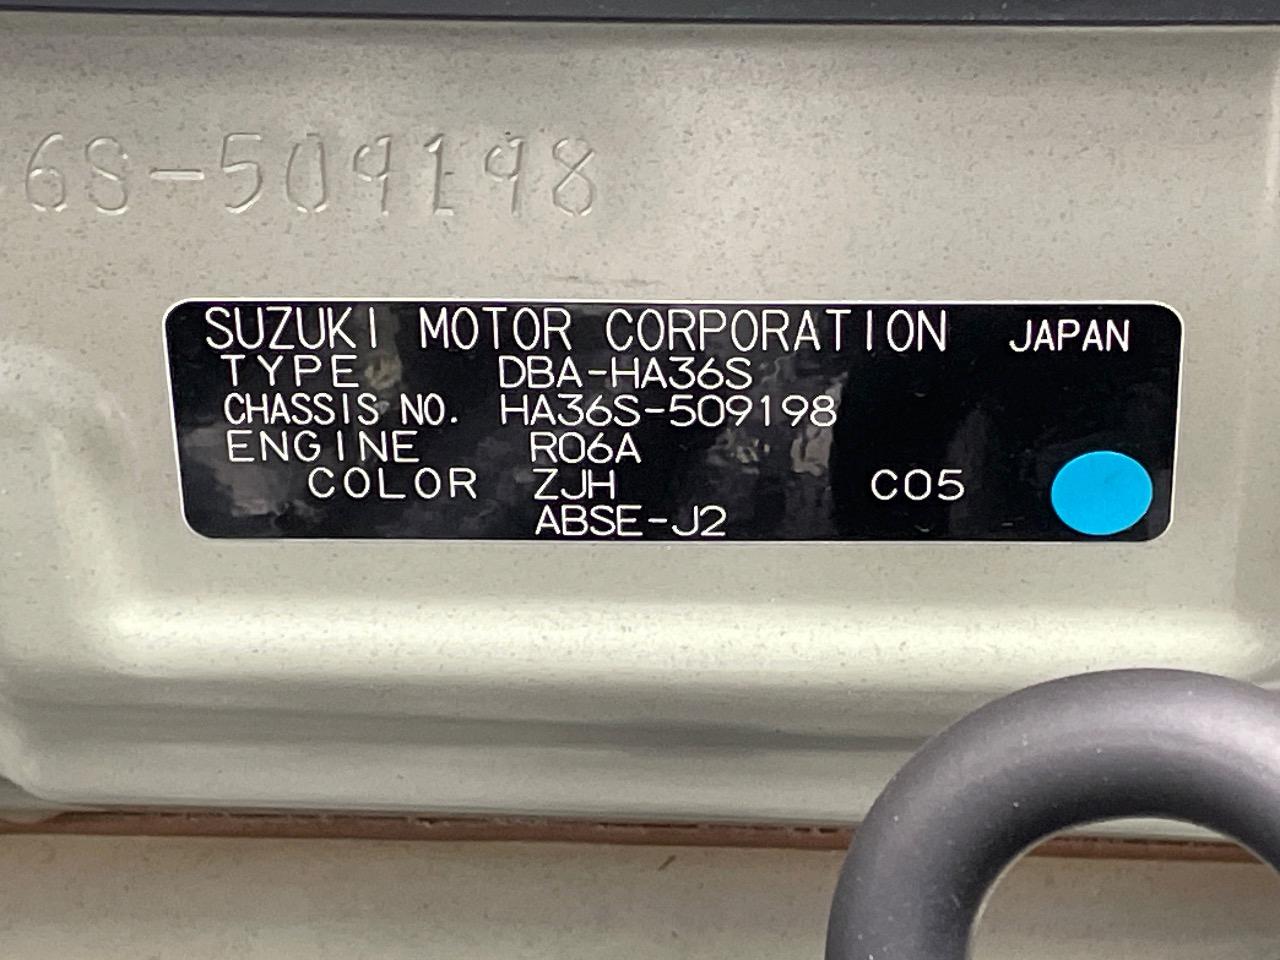 6S-509198
SUZUKI MOTOR CORPORATION JAPAN
TYPE DBA-HA36S
CHASSIS NO. HA36S-509198
ENGINE R06A
COLOR ZJH C05
ABSE-J2